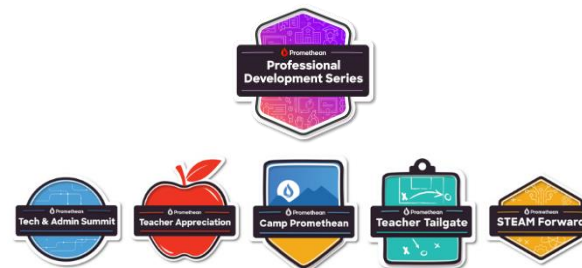 Promethean
Professional
Development Series
Promethean
Tech & Admin Summit
Promethean
Teacher Appreciation
Promethean
Camp Promethean
Promethean
Teacher Tailgate
Promethean
STEAM Forward